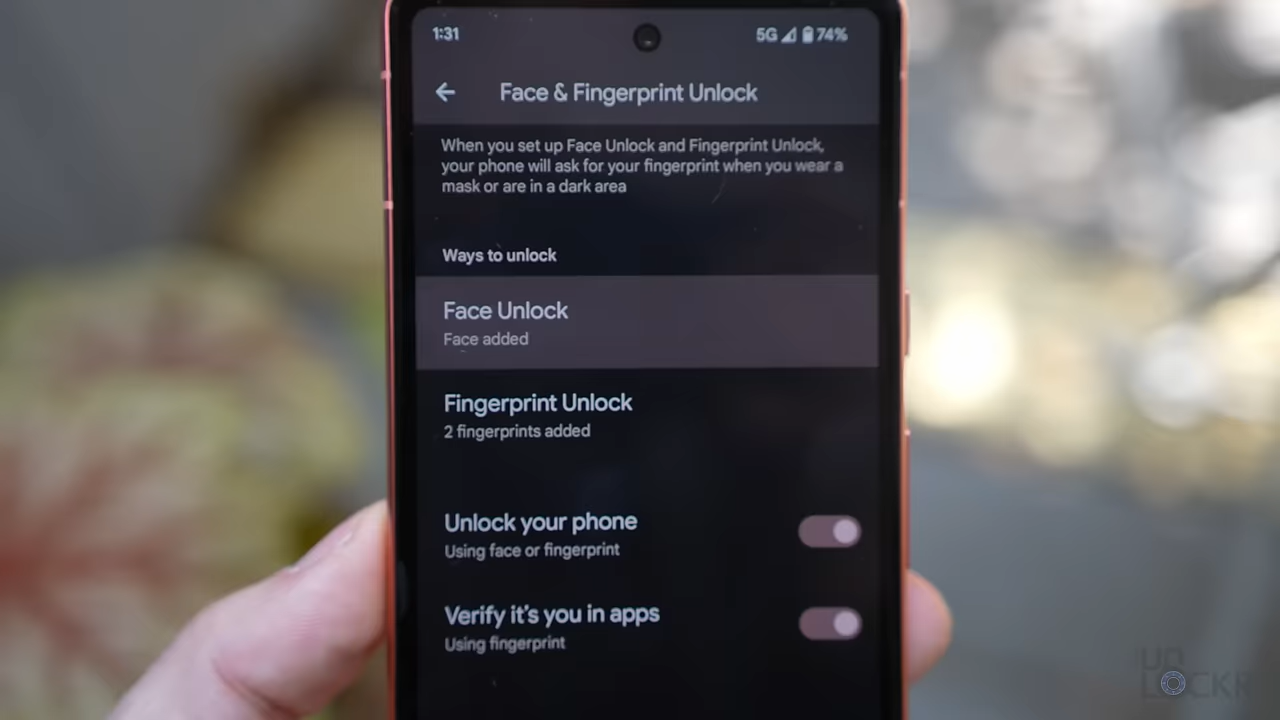 1:31 5G 74%
Face & Fingerprint Unlock
When you set up Face Unlock and Fingerprint Unlock,
your phone will ask for your fingerprint when you wear a
mask or are in a dark area
Ways to unlock
Face Unlock
Face added
Fingerprint Unlock
2 fingerprints added
Unlock your phone
Using face or fingerprint
Verify it's you in apps
Using fingerprint
UN
LOCKR